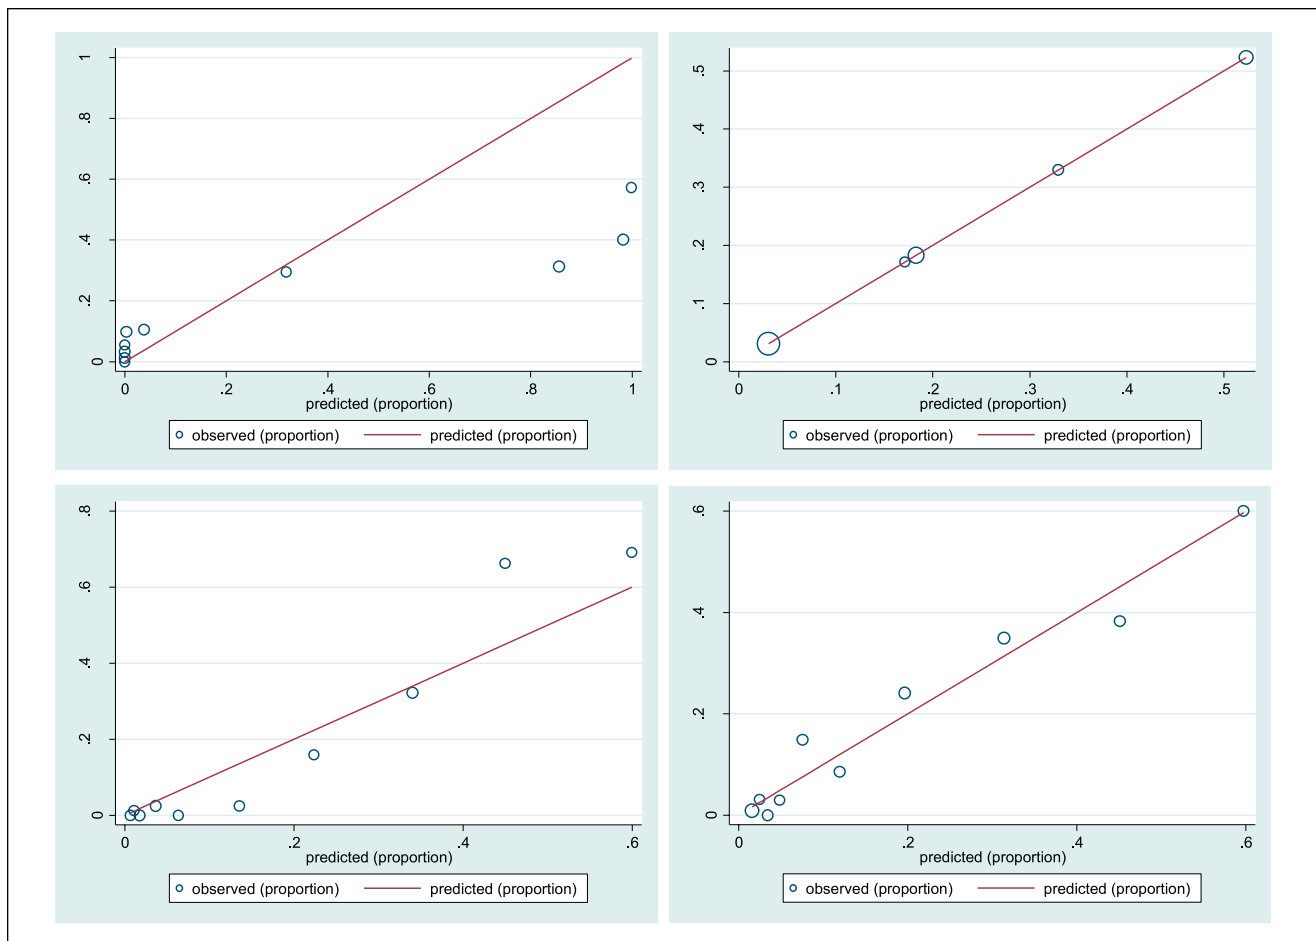 1
.8
.6
.4
.2
0
0 .2 .4 .6 .8 1
predicted (proportion)
observed (proportion) predicted (proportion)
.5
.4
.3
.2
.1
0
0 .1 .2 .3 .4 .5
predicted (proportion)
observed (proportion) predicted (proportion)
.8
.6
.4
.2
0
0 .2 .4 .6
predicted (proportion)
observed (proportion) predicted (proportion)
.6
.4
.2
0
0 .2 .4 .6
predicted (proportion)
observed (proportion) predicted (proportion)